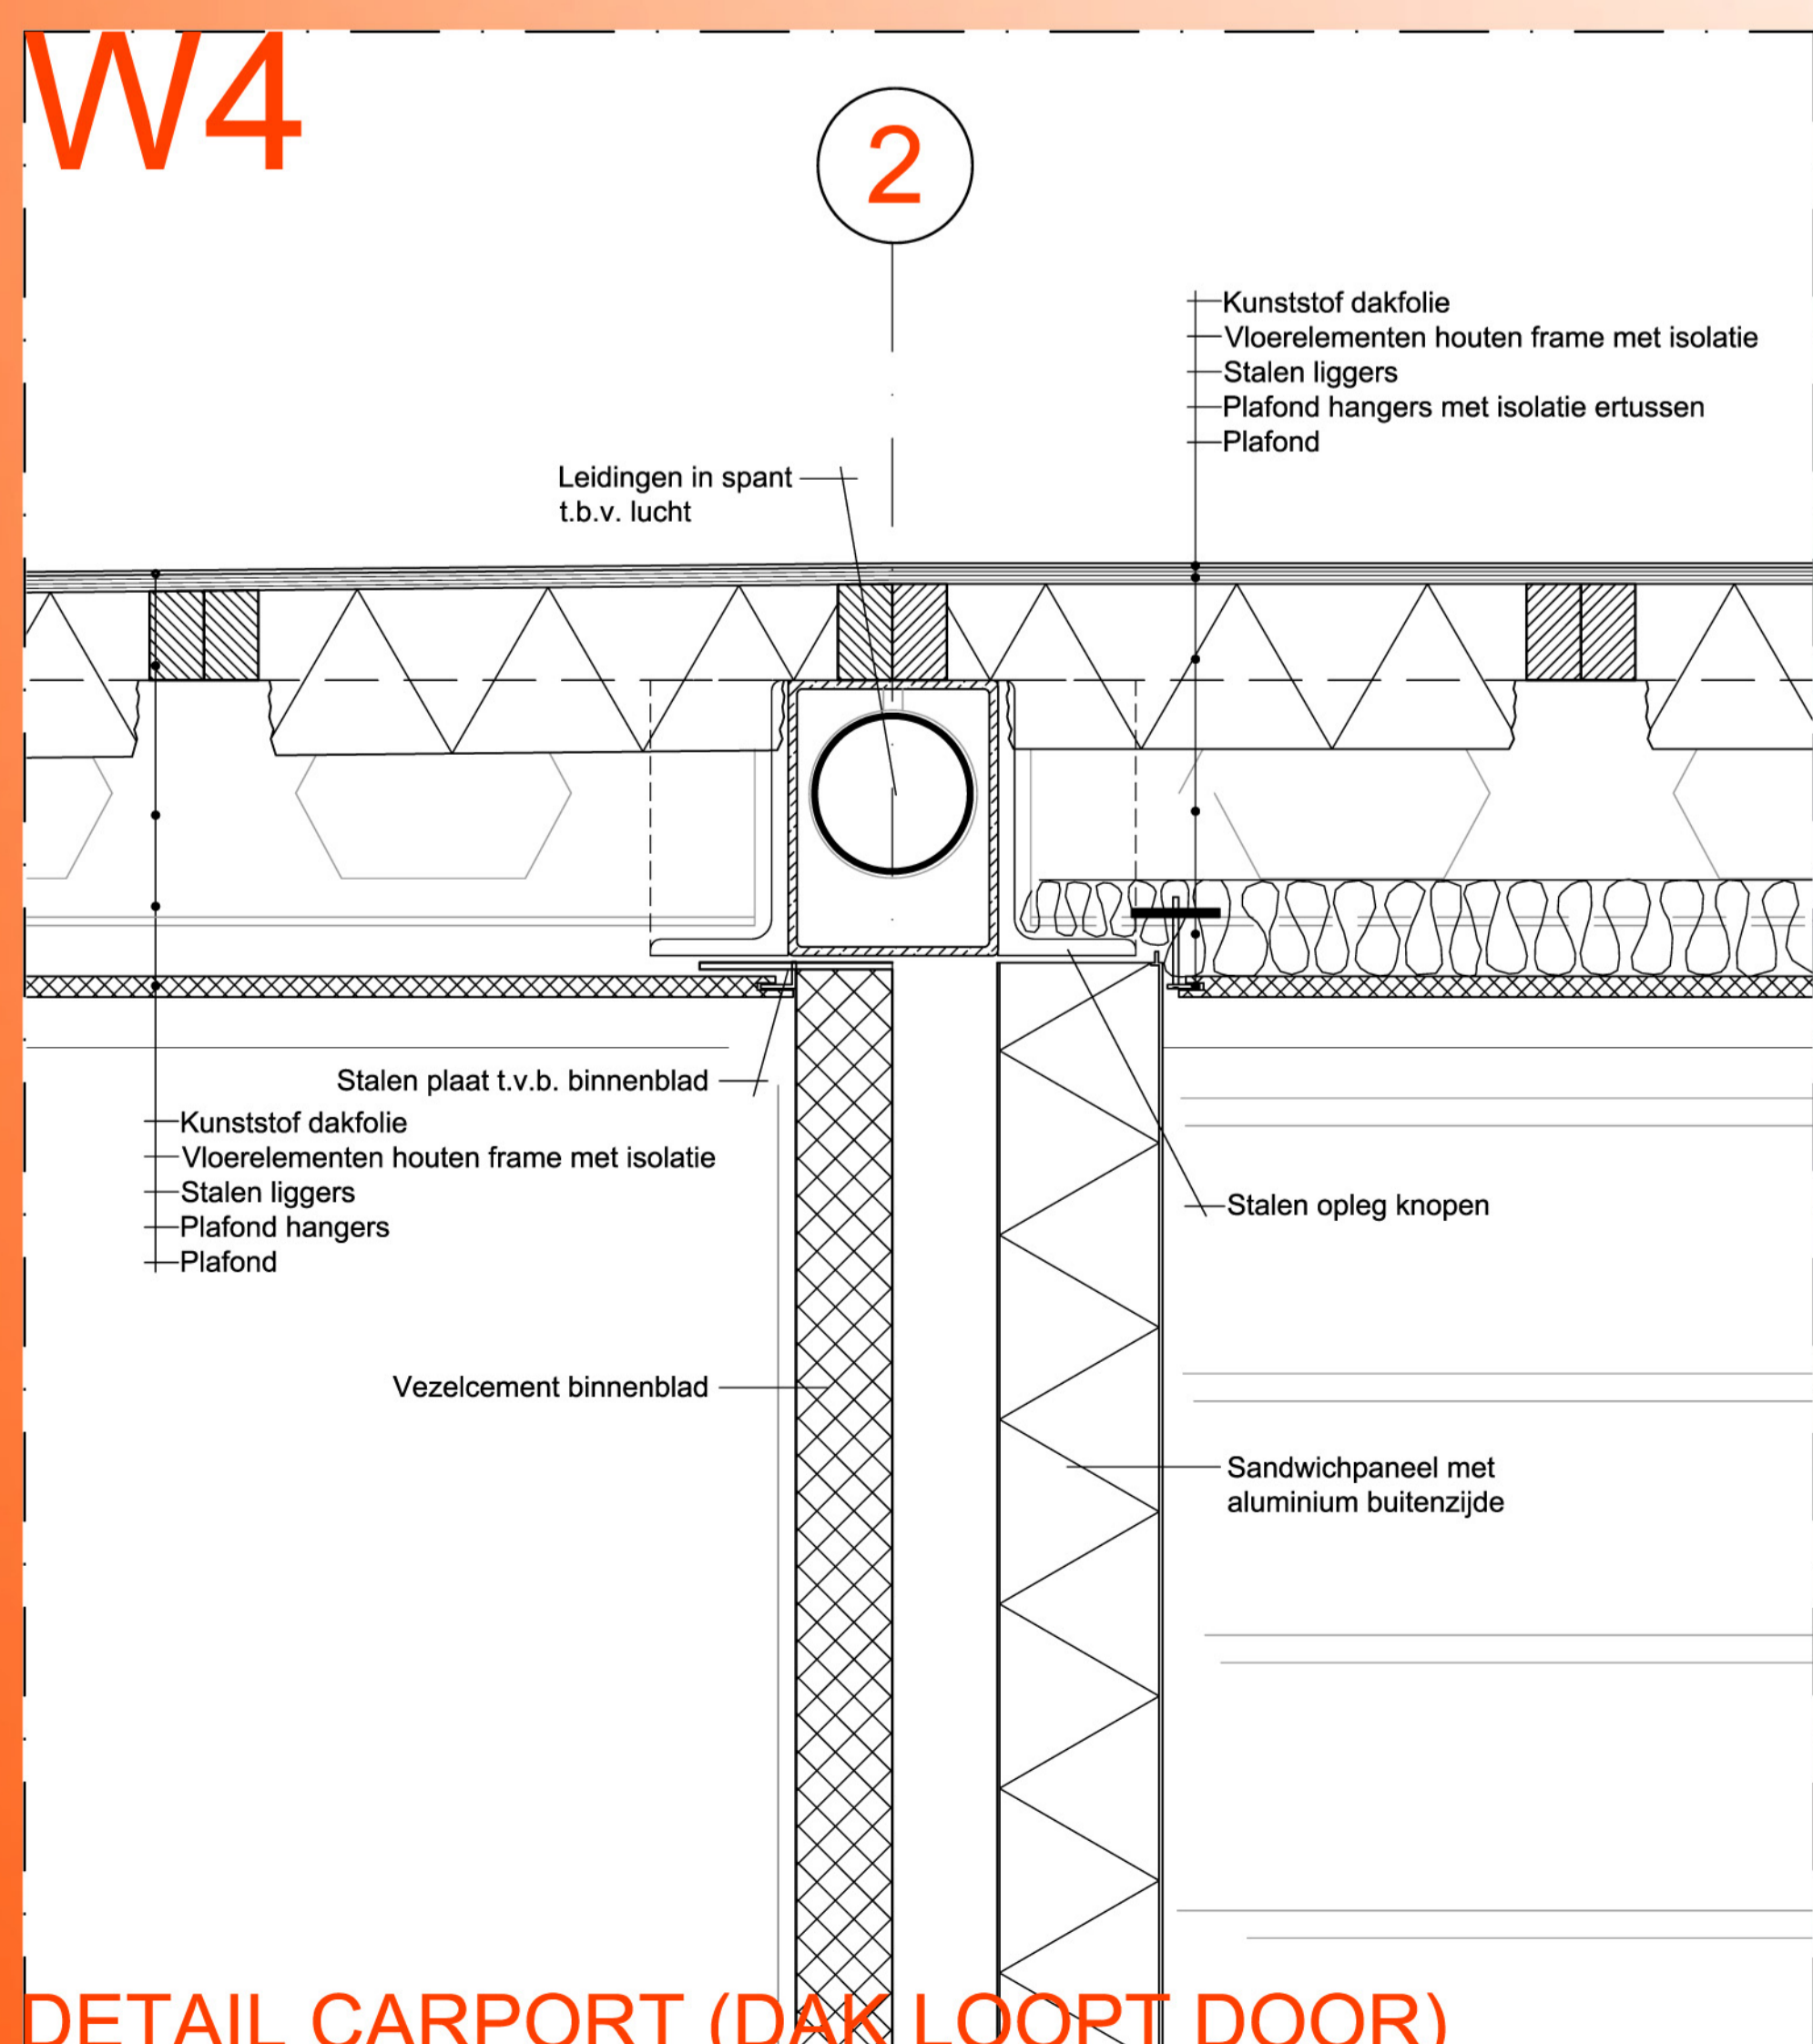 W4
2
Kunststof dakfolie
Vloerelementen houten frame met isolatie
Stalen liggers
Plafond hangers met isolatie ertussen
Plafond
Leidingen in spant
t.b.v. lucht
Stalen plaat t.v.b. binnenblad
Kunststof dakfolie
Vloerelementen houten frame met isolatie
Stalen liggers
Plafond hangers
Plafond
Stalen opleg knopen
Vezelcement binnenblad
Sandwichpaneel met
aluminium buitenzijde
DETAIL CARPORT (DAK LOOPT DOOR)